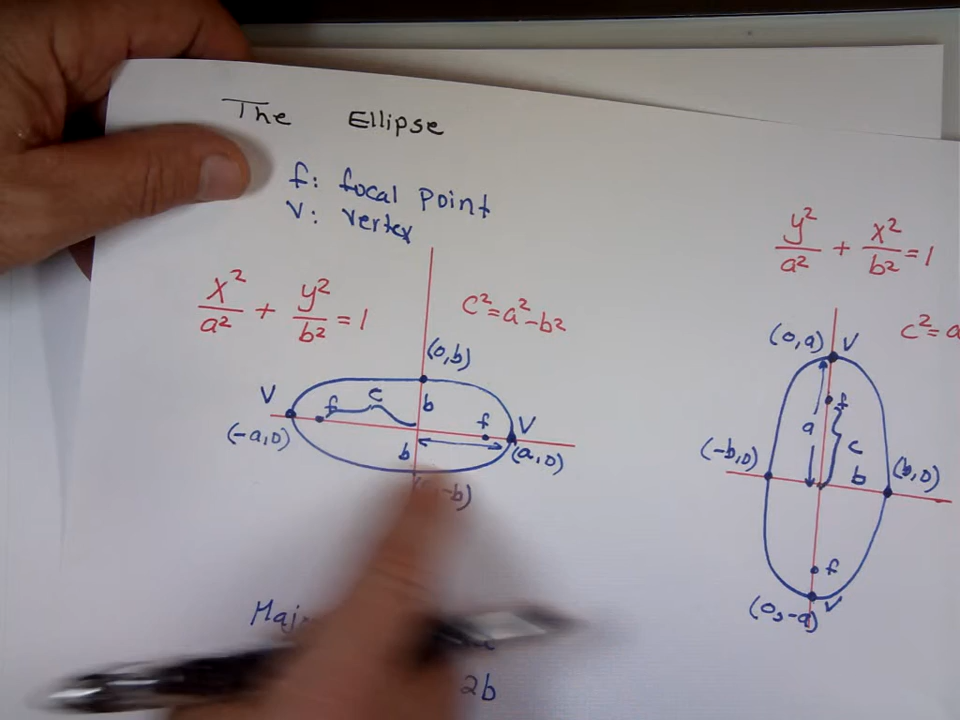 The Ellipse
f: focal point
V: vertex
x²/a² + y²/b² = 1
c² = a² - b²
(0,b)
V
f
c
b
f
V
(-a,0)
b
(a,0)
-b)
y²/a² + x²/b² = 1
c² = a
(0,a) V
f
a
c
(-b,0)
b
(b,0)
f
(0,-a) V
2b